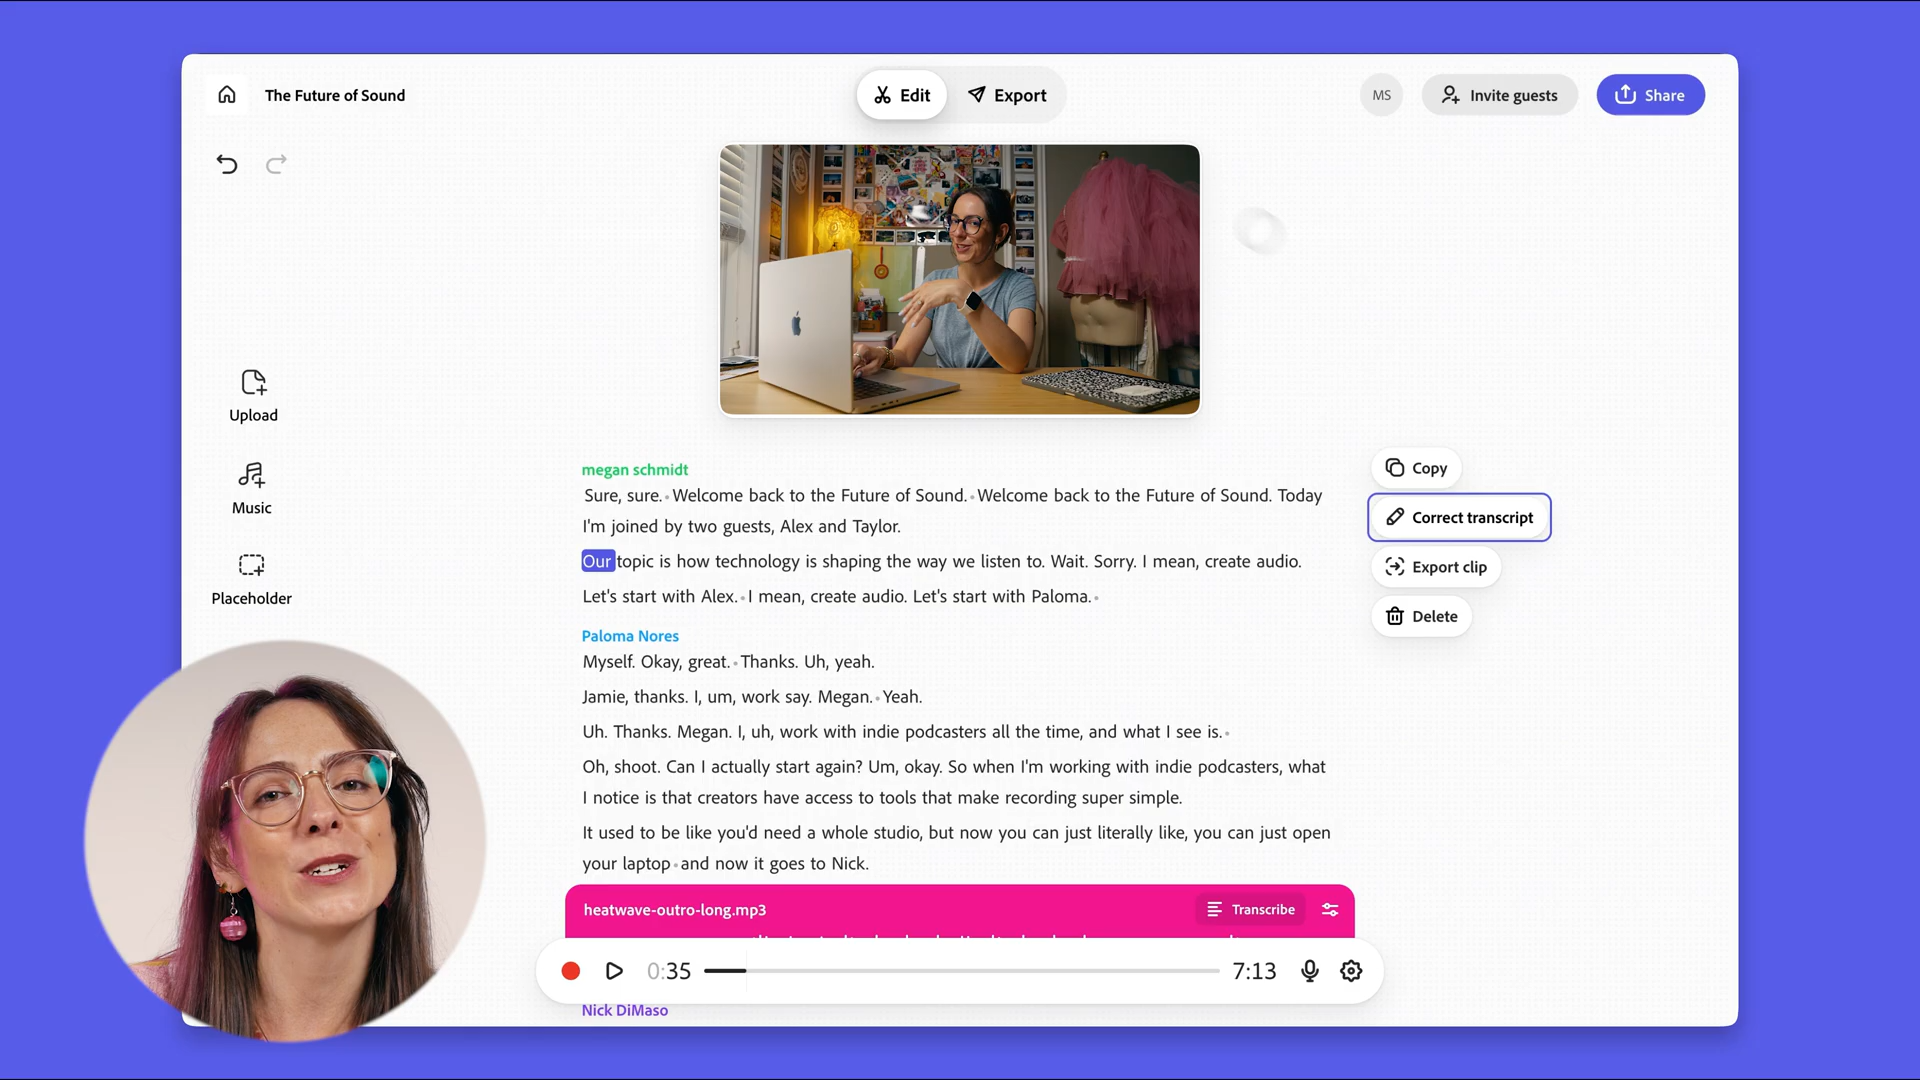 The Future of Sound
Edit
Export
MS
Invite guests
Share
Upload
Music
Placeholder
megan schmidt
Sure, sure. Welcome back to the Future of Sound. Welcome back to the Future of Sound. Today
I'm joined by two guests, Alex and Taylor.
Our topic is how technology is shaping the way we listen to. Wait. Sorry. I mean, create audio.
Let's start with Alex. I mean, create audio. Let's start with Paloma.
Copy
Correct transcript
Export clip
Delete
Paloma Nores
Myself. Okay, great. Thanks. Uh, yeah.
Jamie, thanks. I, um, work say. Megan. Yeah.
Uh. Thanks. Megan. I, uh, work with indie podcasters all the time, and what I see is.
Oh, shoot. Can I actually start again? Um, okay. So when I'm working with indie podcasters, what
I notice is that creators have access to tools that make recording super simple.
It used to be like you'd need a whole studio, but now you can just literally like, you can just open
your laptop and now it goes to Nick.
heatwave-outro-long.mp3
Transcribe
0:35
7:13
Nick DiMaso